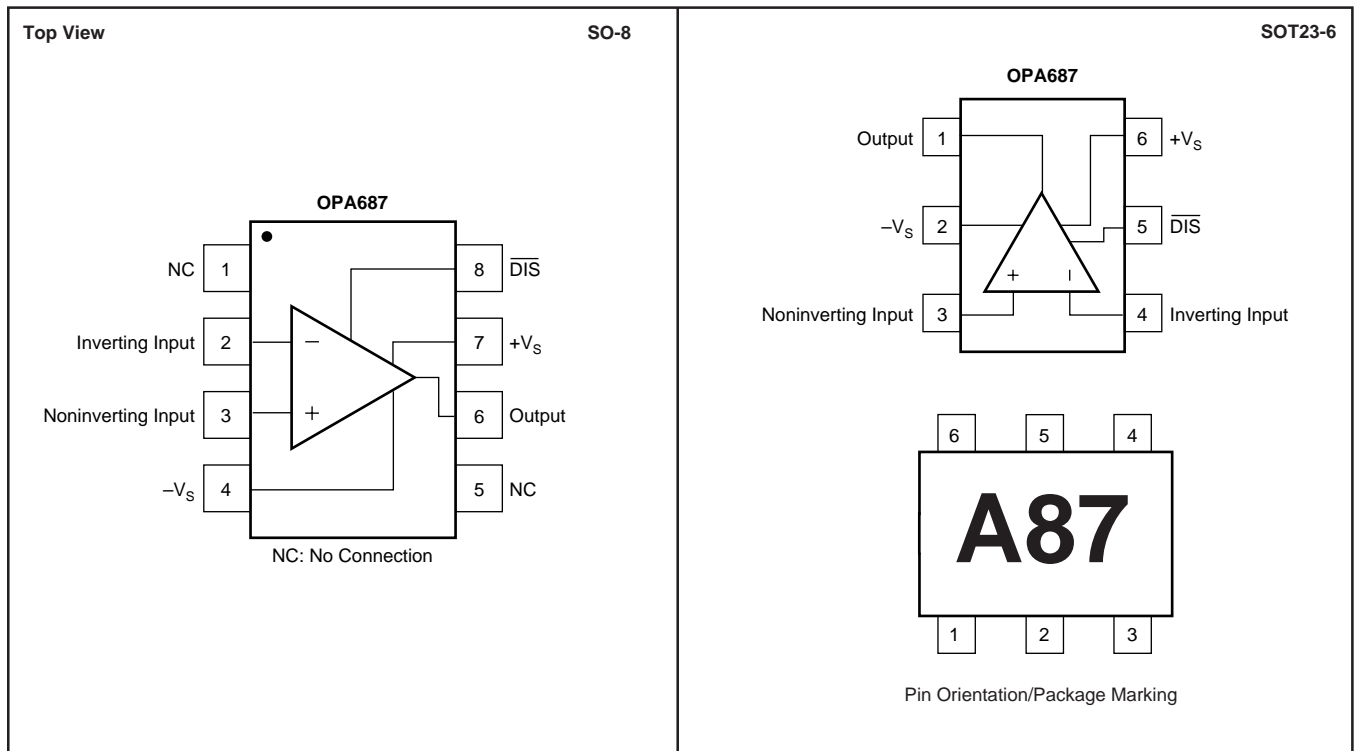 Top View
SO-8
OPA687
NC 1
8 D̅I̅S̅
Inverting Input 2
−
7 +VS
Noninverting Input 3
+
6 Output
–VS 4
5 NC
NC: No Connection
SOT23-6
OPA687
Output 1
6 +VS
–VS 2
5 D̅I̅S̅
+ −
Noninverting Input 3
4 Inverting Input
6 5 4
A87
1 2 3
Pin Orientation/Package Marking